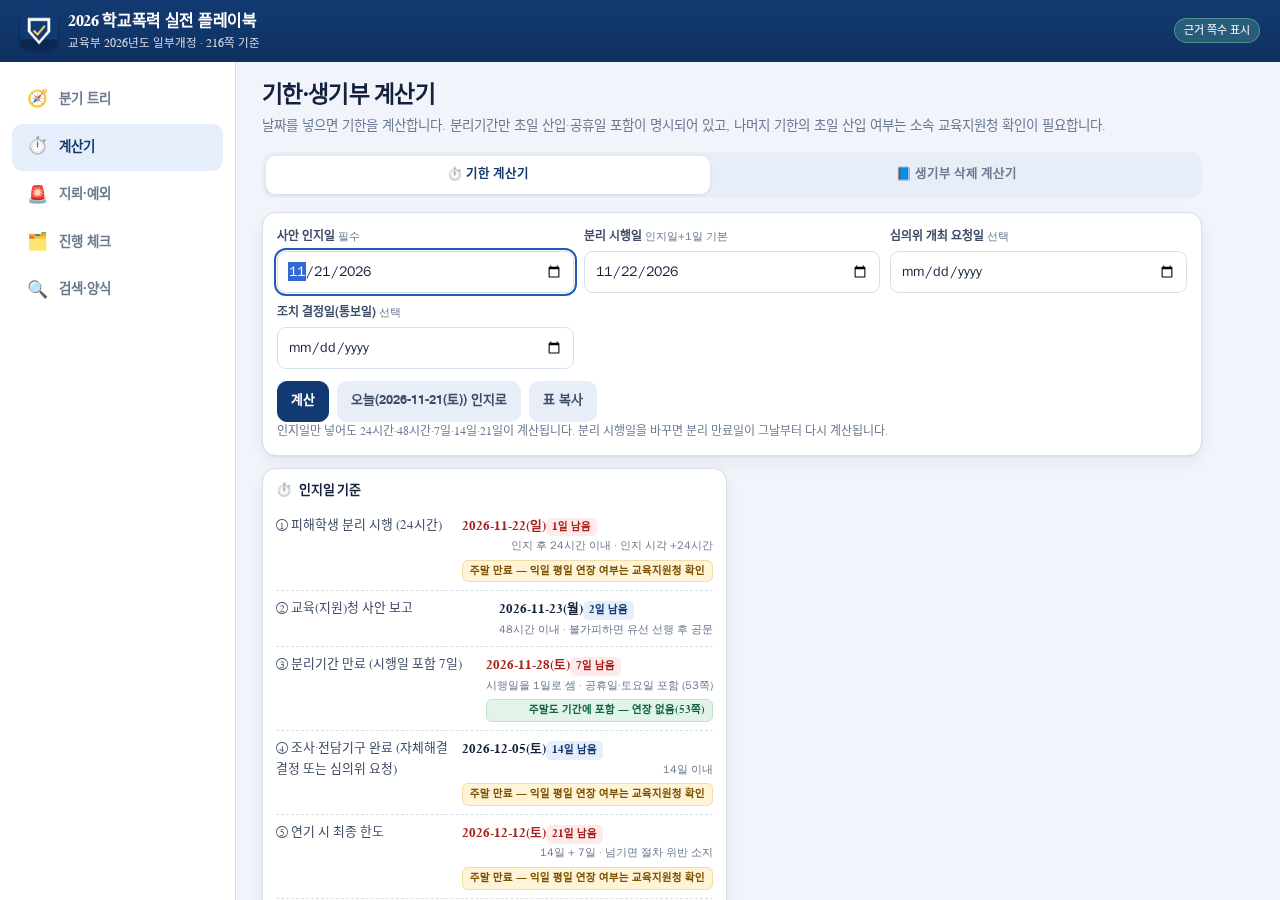 2026 학교폭력 실전 플레이북
교육부 2026년도 일부개정 · 216쪽 기준
근거 쪽수 표시
분기 트리
계산기
지뢰·예외
진행 체크
검색·양식
기한·생기부 계산기
날짜를 넣으면 기한을 계산합니다. 분리기간만 초일 산입·공휴일 포함이 명시되어 있고, 나머지 기한의 초일 산입 여부는 소속 교육지원청 확인이 필요합니다.
기한 계산기
생기부 삭제 계산기
사안 인지일 필수
분리 시행일 인지일+1일 기본
심의위 개최 요청일 선택
11/21/2026
11/22/2026
mm/dd/yyyy
조치 결정일(통보일) 선택
mm/dd/yyyy
계산
오늘(2026-11-21(토)) 인지로
표 복사
인지일만 넣어도 24시간·48시간·7일·14일·21일이 계산됩니다. 분리 시행일을 바꾸면 분리 만료일이 그날부터 다시 계산됩니다.
인지일 기준
① 피해학생 분리 시행 (24시간)
2026-11-22(일) 1일 남음
인지 후 24시간 이내 · 인지 시각 +24시간
주말 만료 — 익일 평일 연장 여부는 교육지원청 확인
② 교육(지원)청 사안 보고
2026-11-23(월) 2일 남음
48시간 이내 · 불가피하면 유선 선행 후 공문
③ 분리기간 만료 (시행일 포함 7일)
2026-11-28(토) 7일 남음
시행일을 1일로 셈 · 공휴일·토요일 포함 (53쪽)
주말도 기간에 포함 — 연장 없음(53쪽)
④ 조사·전담기구 완료 (자체해결
결정 또는 심의위 요청)
2026-12-05(토) 14일 남음
14일 이내
주말 만료 — 익일 평일 연장 여부는 교육지원청 확인
⑤ 연기 시 최종 한도
2026-12-12(토) 21일 남음
14일 + 7일 · 넘기면 절차 위반 소지
주말 만료 — 익일 평일 연장 여부는 교육지원청 확인